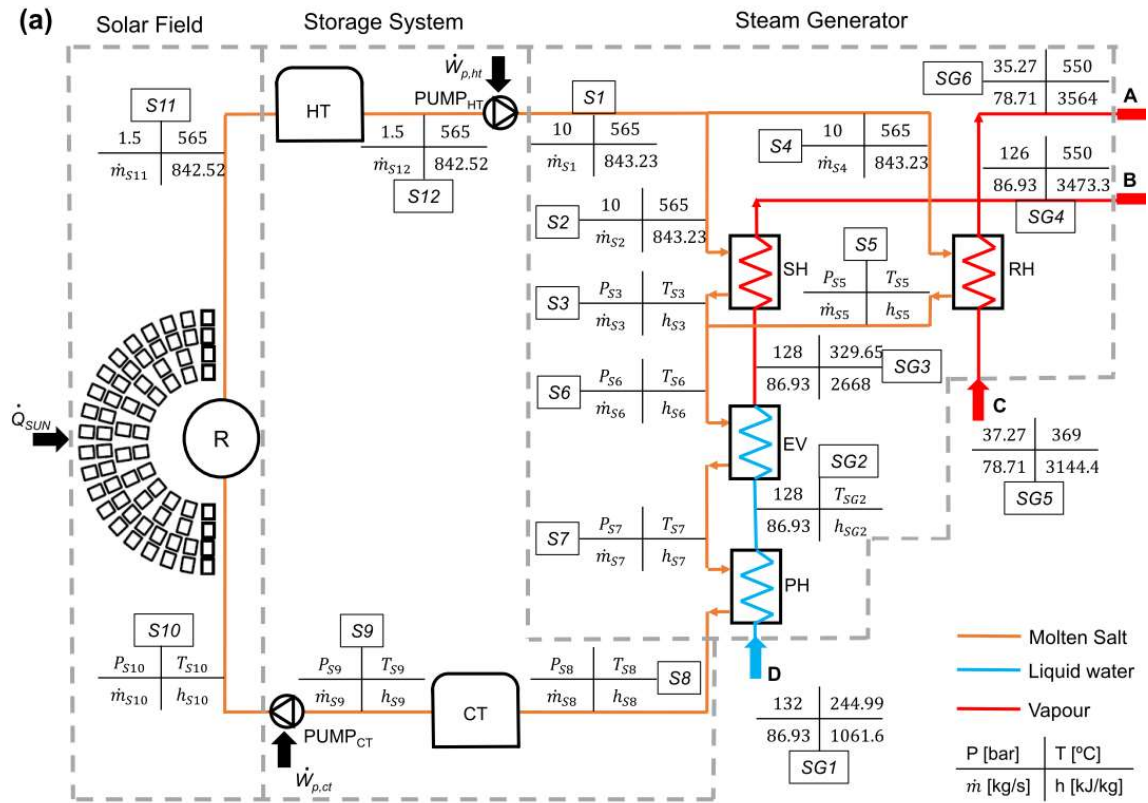 (a)
Solar Field
Storage System
Steam Generator
Ẇp,ht
PUMPHT
HT
S11
1.5 565
ṁS11 842.52
1.5 565
ṁS12 842.52
S12
S1
10 565
ṁS1 843.23
S4
10 565
ṁS4 843.23
SG6
35.27 550
78.71 3564
A
126 550
86.93 3473.3
SG4
B
S2
10 565
ṁS2 843.23
SH
S5
PS5 TS5
ṁS5 hS5
RH
S3
PS3 TS3
ṁS3 hS3
128 329.65
86.93 2668
SG3
S6
PS6 TS6
ṁS6 hS6
EV
C
37.27 369
78.71 3144.4
SG5
Q̇SUN
R
SG2
128 TSG2
86.93 hSG2
S7
PS7 TS7
ṁS7 hS7
PH
S10
PS10 TS10
ṁS10 hS10
S9
PS9 TS9
ṁS9 hS9
PS8 TS8
ṁS8 hS8
S8
D
CT
PUMPCT
Ẇp,ct
132 244.99
86.93 1061.6
SG1
Molten Salt
Liquid water
Vapour
P [bar] T [ºC]
ṁ [kg/s] h [kJ/kg]